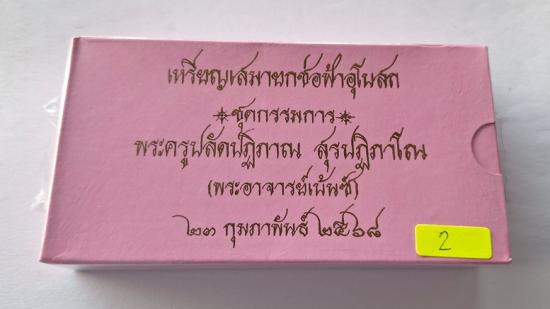 เหรียญเสมายกช่อฟ้าอุโบสถ
*ชุดกรรมการ*
พระครูปลัดปฏิภาณ สุรปฏิภาโณ
(พระอาจารย์เน้นซ์)
๒๓ กุมภาพันธ์ ๒๕๖๘
2